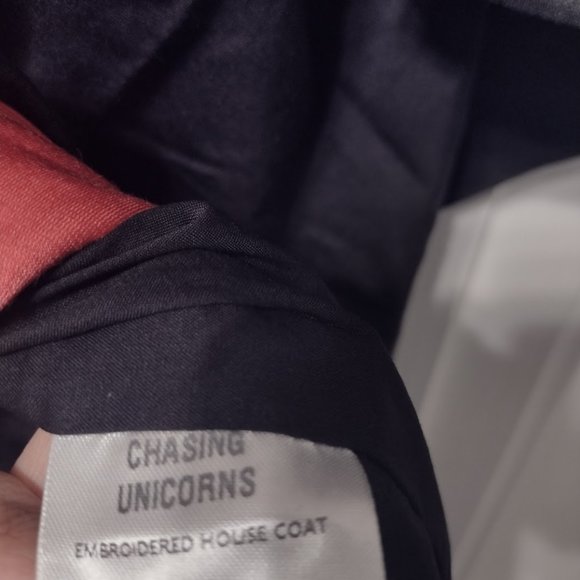 CHASING
UNICORNS
EMBROIDERED HOUSE COAT